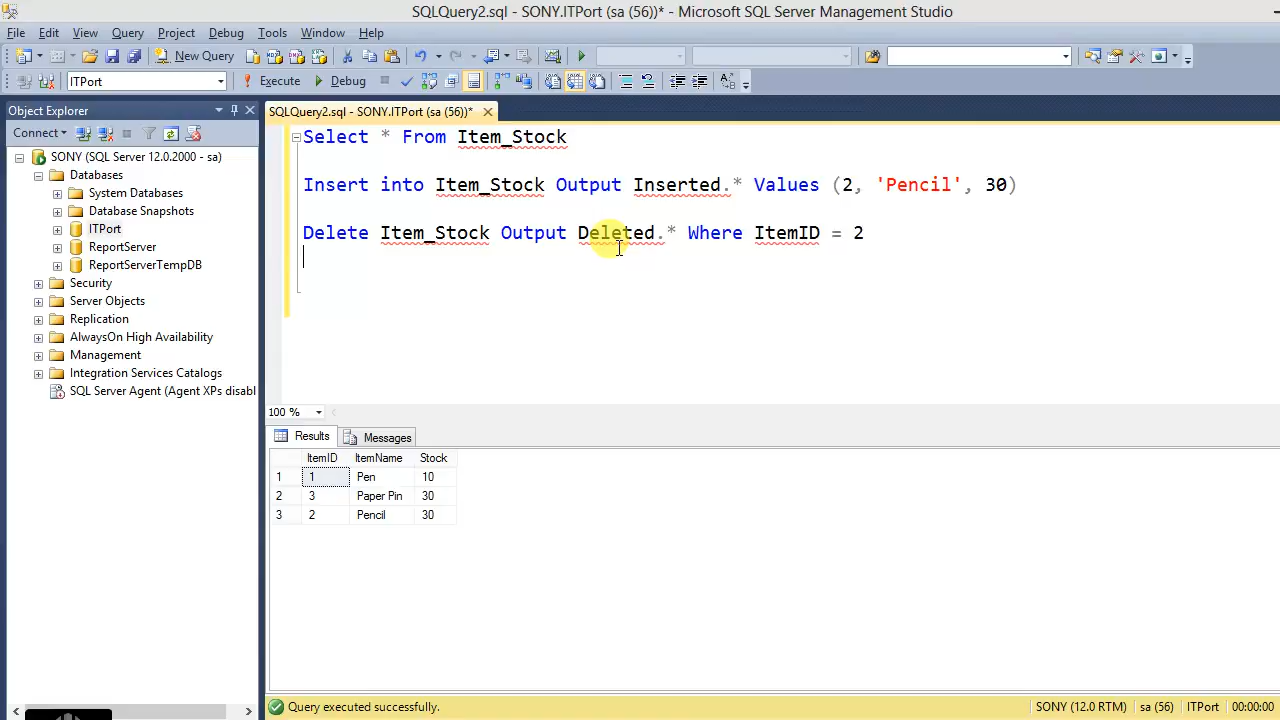 SQLQuery2.sql - SONY.ITPort (sa (56))* - Microsoft SQL Server Management Studio
File Edit View Query Project Debug Tools Window Help
New Query
ITPort Execute Debug
Object Explorer
SQLQuery2.sql - SONY.ITPort (sa (56))*
Connect
SONY (SQL Server 12.0.2000 - sa)
Databases
System Databases
Database Snapshots
ITPort
ReportServer
ReportServerTempDB
Security
Server Objects
Replication
AlwaysOn High Availability
Management
Integration Services Catalogs
SQL Server Agent (Agent XPs disabl
Select * From Item_Stock
Insert into Item_Stock Output Inserted.* Values (2, 'Pencil', 30)
Delete Item_Stock Output Deleted.* Where ItemID = 2
100 %
Results Messages
ItemID ItemName Stock
1 1 Pen 10
2 3 Paper Pin 30
3 2 Pencil 30
Query executed successfully. SONY (12.0 RTM) sa (56) ITPort 00:00:00